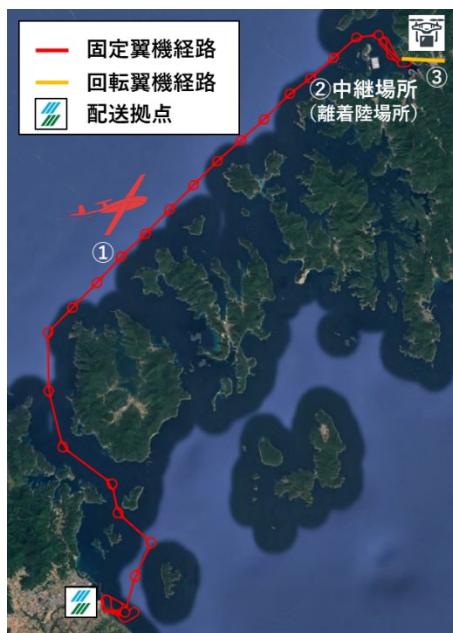 固定翼機経路
回転翼機経路
配送拠点
③
②中継場所
(離着陸場所)
①